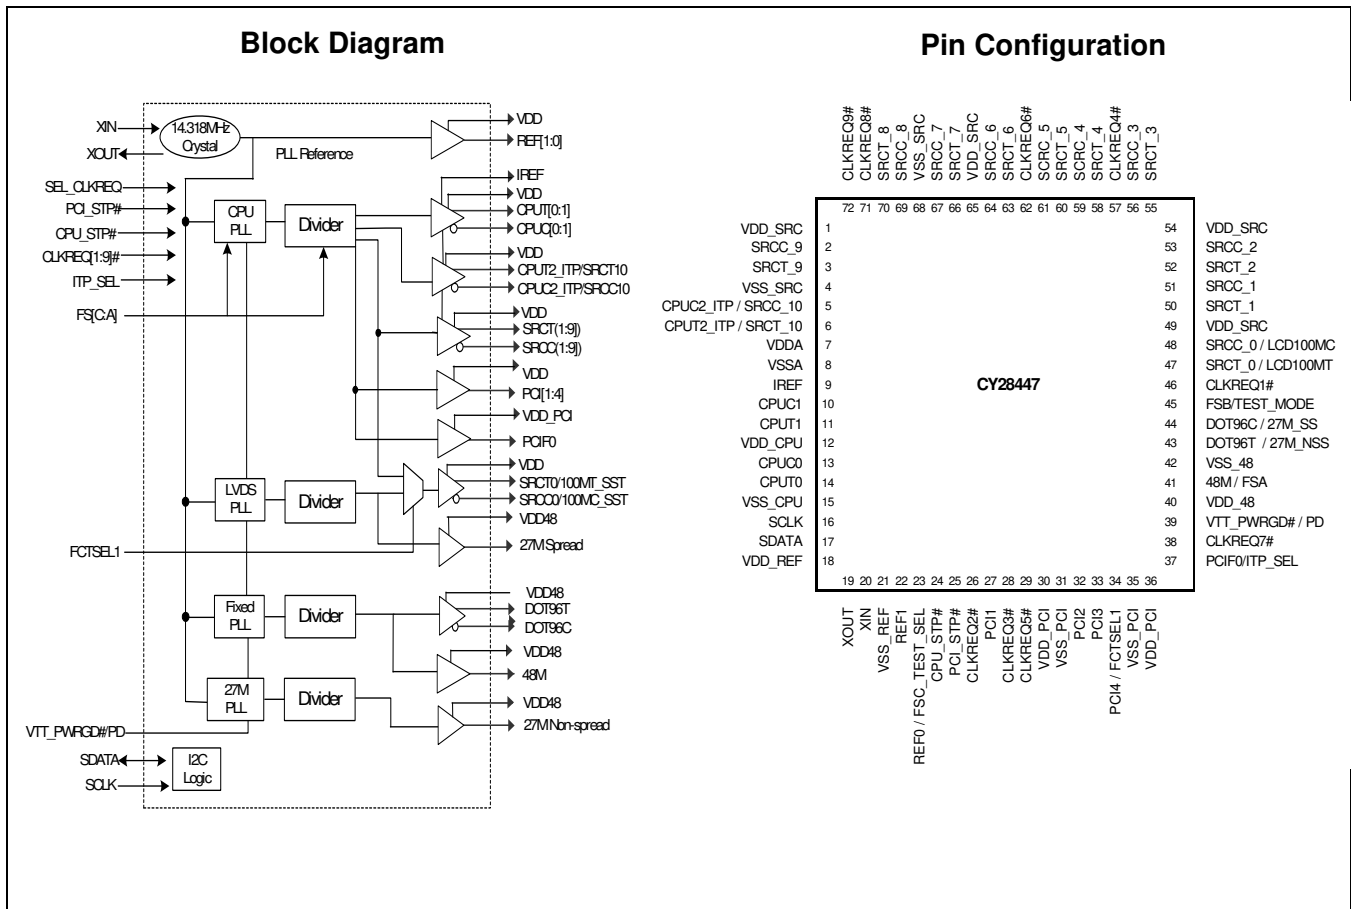 Block Diagram
Pin Configuration
XIN
XOUT
14.318MHz
Crystal
PLL Reference
VDD
REF[1:0]
SEL_CLKREQ
PCI_STP#
CPU_STP#
CLKREQ[1:9]#
ITP_SEL
FS[C:A]
CPU
PLL
Divider
IREF
VDD
CPUT[0:1]
CPUC[0:1]
VDD
CPUT2_ITP/SRCT10
CPUC2_ITP/SRCC10
VDD
SRCT(1:9])
SRCC(1:9])
VDD
PCI[1:4]
VDD_PCI
PCIF0
LVDS
PLL
Divider
VDD
SRCT0/100MT_SST
SRCC0/100MC_SST
FCTSEL1
VDD48
27M Spread
Fixed
PLL
Divider
VDD48
DOT96T
DOT96C
VDD48
48M
27M
PLL
Divider
VDD48
27M Non-spread
VTT_PWRGD#/PD
SDATA
SCLK
I2C
Logic
CLKREQ9#
CLKREQ8#
SRCT_8
SRCC_8
VSS_SRC
SRCC_7
SRCT_7
VDD_SRC
SRCC_6
SRCT_6
CLKREQ6#
SCRC_5
SRCT_5
SCRC_4
SRCT_4
CLKREQ4#
SRCC_3
SRCT_3
72 71 70 69 68 67 66 65 64 63 62 61 60 59 58 57 56 55
VDD_SRC 1
SRCC_9 2
SRCT_9 3
VSS_SRC 4
CPUC2_ITP / SRCC_10 5
CPUT2_ITP / SRCT_10 6
VDDA 7
VSSA 8
IREF 9
CPUC1 10
CPUT1 11
VDD_CPU 12
CPUC0 13
CPUT0 14
VSS_CPU 15
SCLK 16
SDATA 17
VDD_REF 18
CY28447
54 VDD_SRC
53 SRCC_2
52 SRCT_2
51 SRCC_1
50 SRCT_1
49 VDD_SRC
48 SRCC_0 / LCD100MC
47 SRCT_0 / LCD100MT
46 CLKREQ1#
45 FSB/TEST_MODE
44 DOT96C / 27M_SS
43 DOT96T / 27M_NSS
42 VSS_48
41 48M / FSA
40 VDD_48
39 VTT_PWRGD# / PD
38 CLKREQ7#
37 PCIF0/ITP_SEL
19 20 21 22 23 24 25 26 27 28 29 30 31 32 33 34 35 36
XOUT
XIN
VSS_REF
REF1
REF0 / FSC_TEST_SEL
CPU_STP#
PCI_STP#
CLKREQ2#
PCI1
CLKREQ3#
CLKREQ5#
VDD_PCI
VSS_PCI
PCI2
PCI3
PCI4 / FCTSEL1
VSS_PCI
VDD_PCI